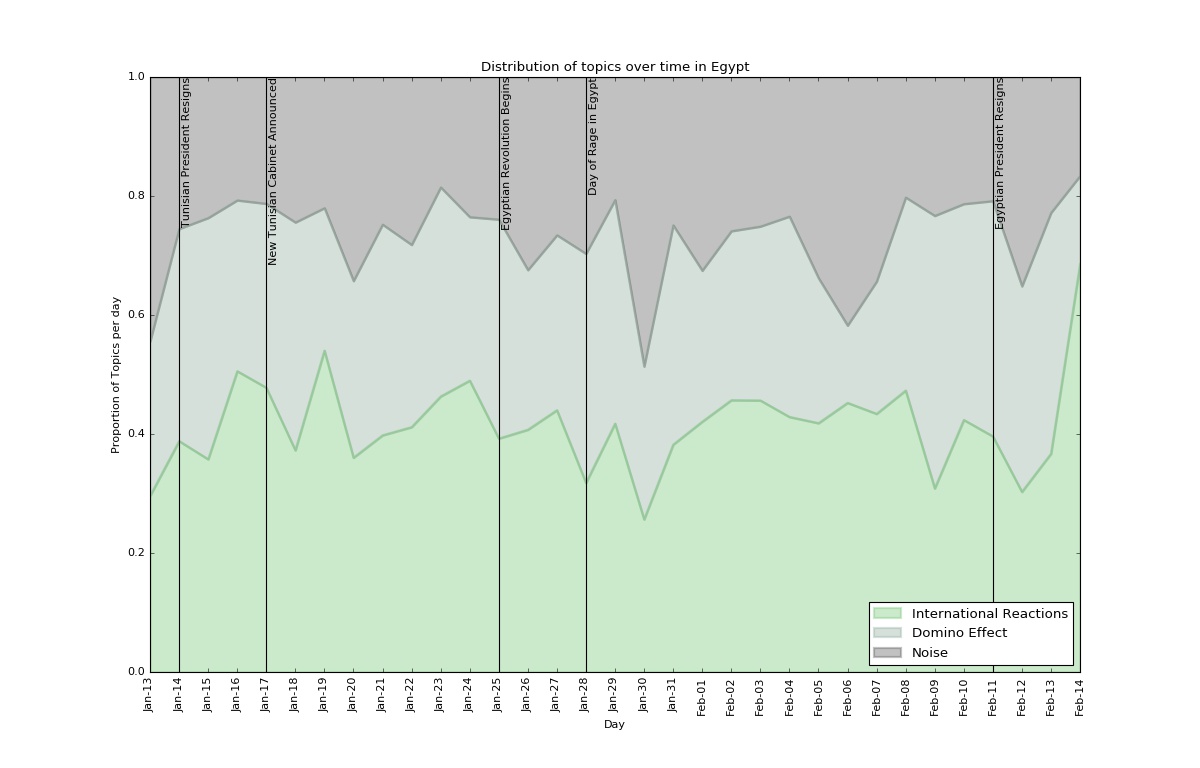 Distribution of topics over time in Egypt
1.0
0.8
0.6
0.4
0.2
0.0
Proportion of Topics per day
Tunisian President Resigns
New Tunisian Cabinet Announced
Egyptian Revolution Begins
Day of Rage in Egypt
Egyptian President Resigns
International Reactions
Domino Effect
Noise
Jan-13
Jan-14
Jan-15
Jan-16
Jan-17
Jan-18
Jan-19
Jan-20
Jan-21
Jan-22
Jan-23
Jan-24
Jan-25
Jan-26
Jan-27
Jan-28
Jan-29
Jan-30
Jan-31
Feb-01
Feb-02
Feb-03
Feb-04
Feb-05
Feb-06
Feb-07
Feb-08
Feb-09
Feb-10
Feb-11
Feb-12
Feb-13
Feb-14
Day